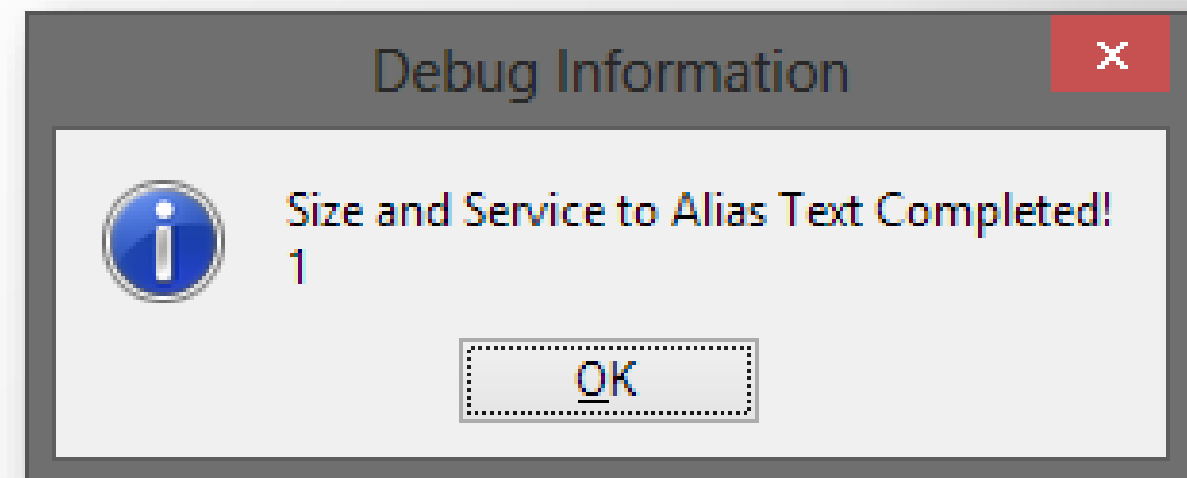 Debug Information
Size and Service to Alias Text Completed!
1
OK